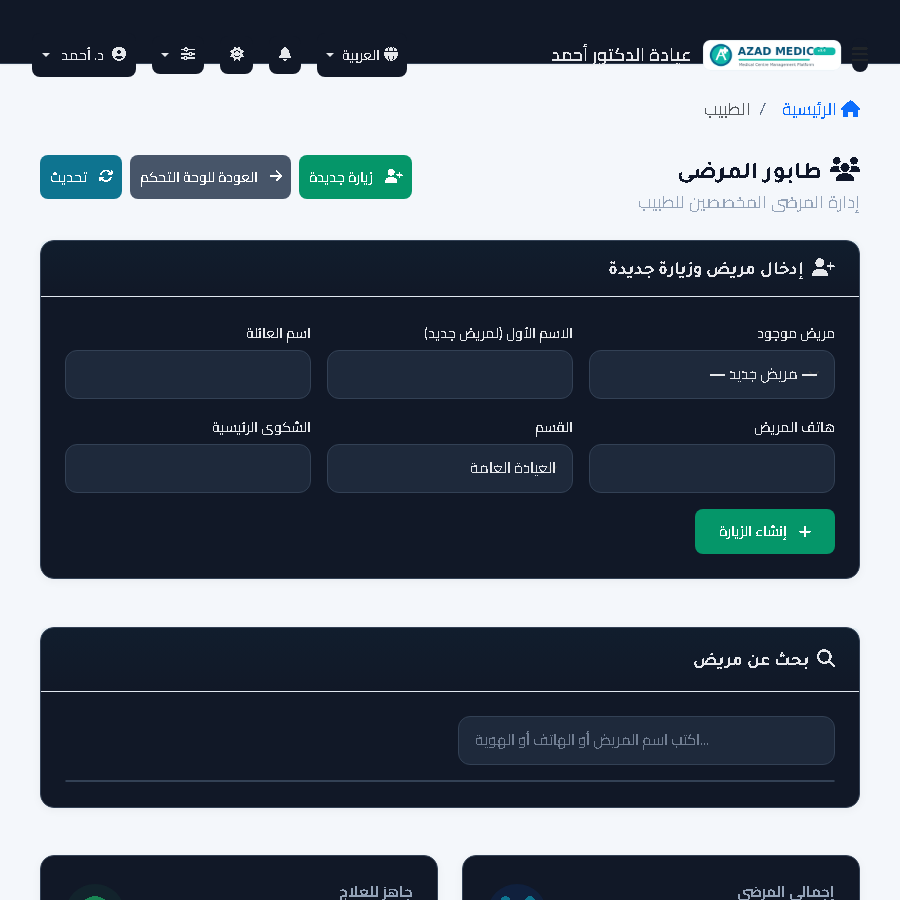 AZAD MEDICAL
Medical Centre Management Platform
عيادة الدكتور أحمد
العربية
د. أحمد
الرئيسية / الطبيب
طابور المرضى
إدارة المرضى المخصصين للطبيب
زيارة جديدة
العودة للوحة التحكم
تحديث
إدخال مريض وزيارة جديدة
مريض موجود
الاسم الأول (لمريض جديد)
اسم العائلة
— مريض جديد —
هاتف المريض
القسم
الشكوى الرئيسية
العيادة العامة
إنشاء الزيارة
بحث عن مريض
اكتب اسم المريض أو الهاتف أو الهوية...
إجمالي المرضى
جاهز للعلاج